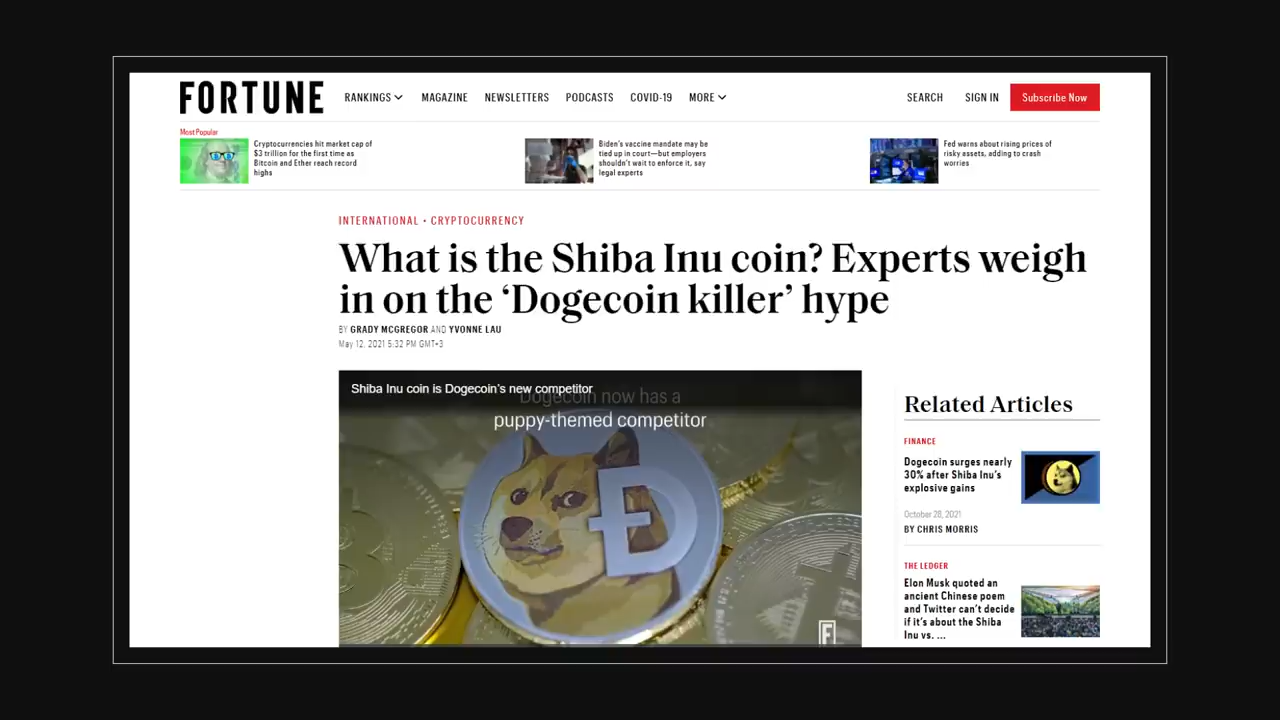 FORTUNE
RANKINGS
MAGAZINE
NEWSLETTERS
PODCASTS
COVID-19
MORE
SEARCH
SIGN IN
Subscribe Now
Most Popular
Cryptocurrencies hit market cap of
$3 trillion for the first time as
Bitcoin and Ether reach record
highs
Biden's vaccine mandate may be
tied up in court—but employers
shouldn't wait to enforce it, say
legal experts
Fed warns about rising prices of
risky assets, adding to crash
worries
INTERNATIONAL • CRYPTOCURRENCY
What is the Shiba Inu coin? Experts weigh
in on the ‘Dogecoin killer’ hype
BY GRADY MCGREGOR AND YVONNE LAU
May 12, 2021 5:32 PM GMT+3
Shiba Inu coin is Dogecoin's new competitor
Dogecoin now has a
puppy-themed competitor
Ð
F
Related Articles
FINANCE
Dogecoin surges nearly
30% after Shiba Inu's
explosive gains
October 28, 2021
BY CHRIS MORRIS
THE LEDGER
Elon Musk quoted an
ancient Chinese poem
and Twitter can't decide
if it's about the Shiba
Inu vs. ...